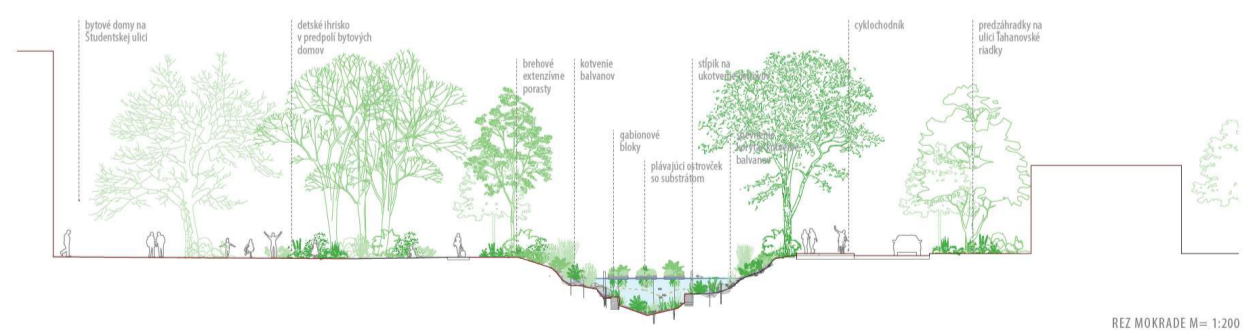 bytové domy na
Študentskej ulici
detské ihrisko
v predpolí bytových
domov
brehové
extenzívne
porasty
kotvenie
balvanov
gabionové
bloky
plávajúci ostrovček
so substrátom
stĺpik na
ukotvenie
balvanov
cyklochodník
predzáhradky na
ulici Ťahanovské
riadky
REZ MOKRADE M= 1:200